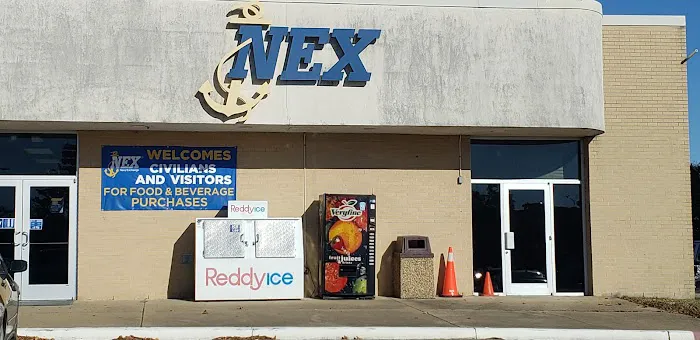 NEX
NEX
WELCOMES
CIVILIANS
AND VISITORS
FOR FOOD & BEVERAGE
PURCHASES
Reddyice
Reddyice
Veryfine
fruit juices